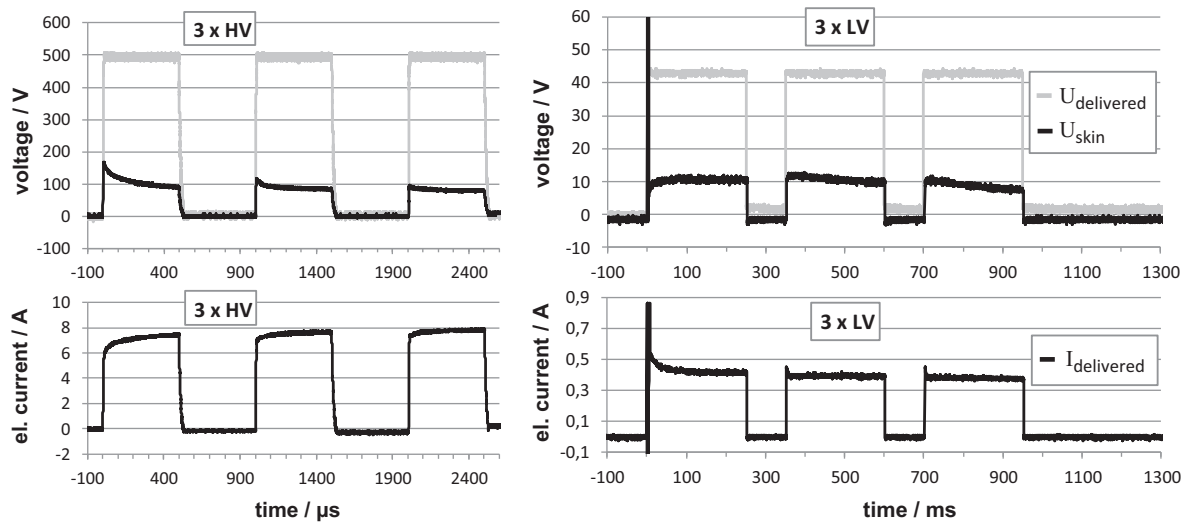 3 x HV
voltage / V
600
500
400
300
200
100
0
-100
-100 400 900 1400 1900 2400
3 x LV
voltage / V
60
50
40
30
20
10
0
-10
-100 100 300 500 700 900 1100 1300
U delivered
U skin
3 x HV
el. current / A
10
8
6
4
2
0
-2
-100 400 900 1400 1900 2400
time / µs
3 x LV
el. current / A
0,9
0,7
0,5
0,3
0,1
-0,1
-100 100 300 500 700 900 1100 1300
time / ms
I delivered